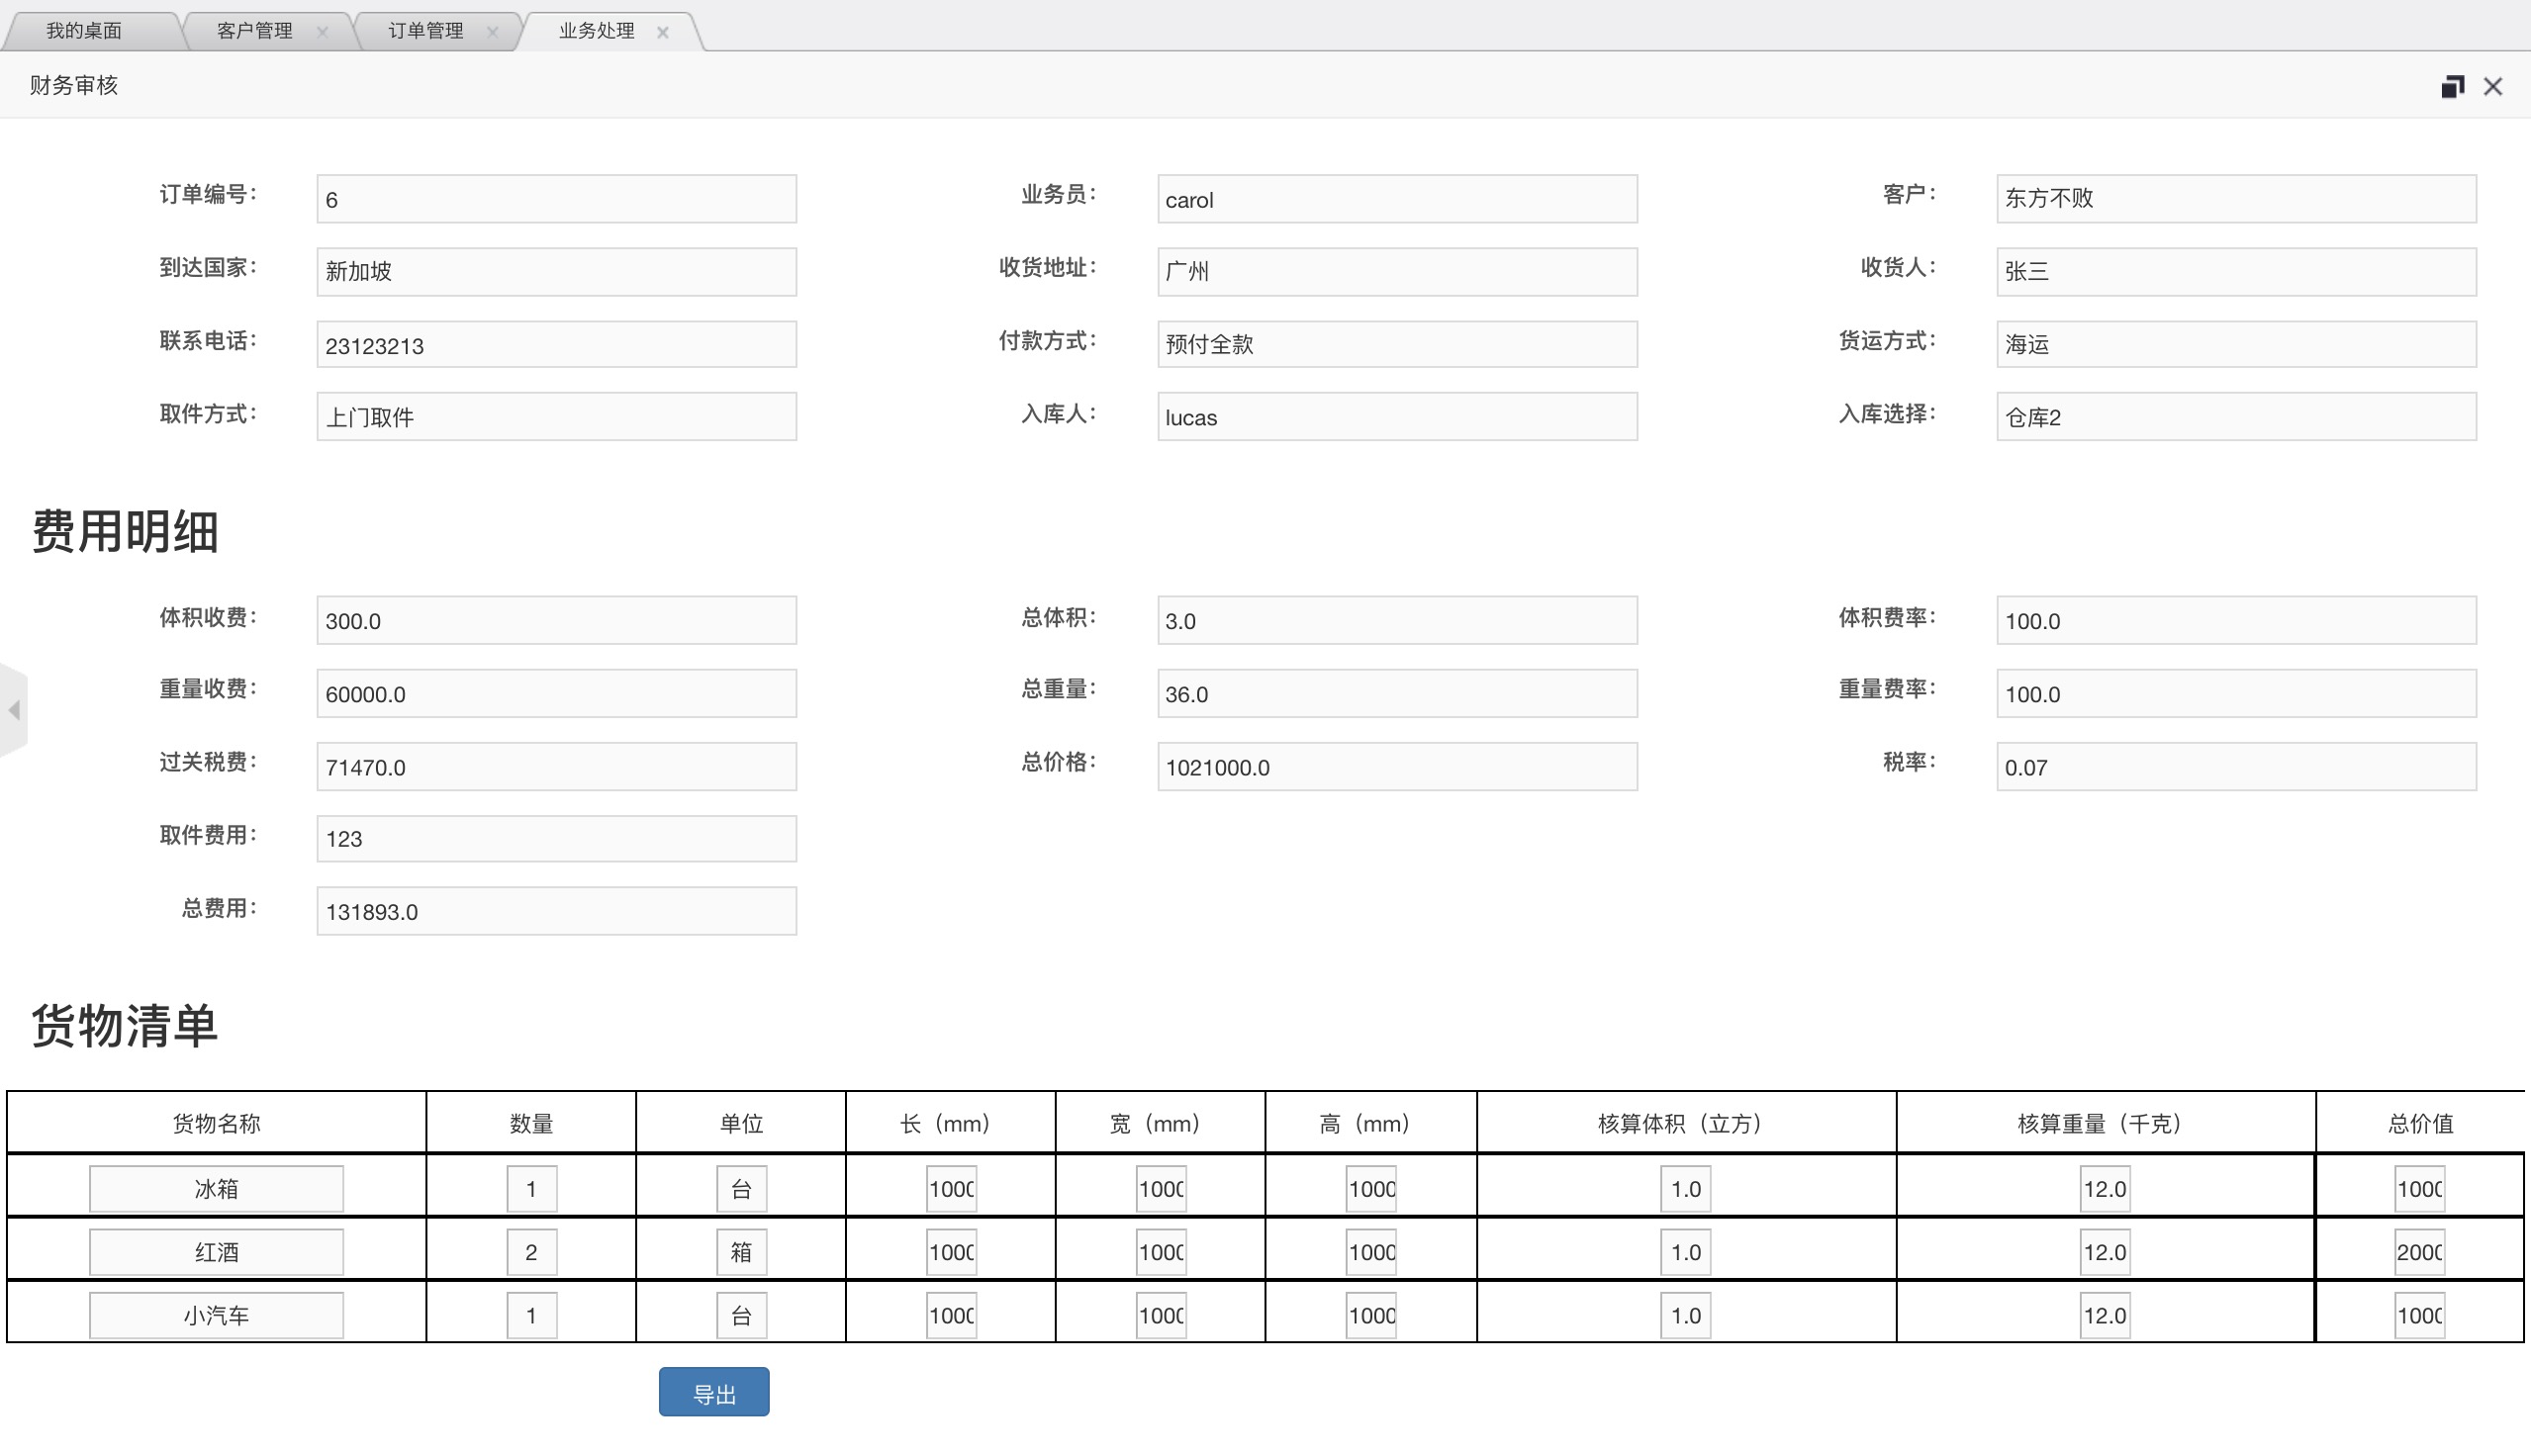 我的桌面 客户管理 订单管理 业务处理
财务审核
订单编号： 6 业务员： carol 客户： 东方不败
到达国家： 新加坡 收货地址： 广州 收货人： 张三
联系电话： 23123213 付款方式： 预付全款 货运方式： 海运
取件方式： 上门取件 入库人： lucas 入库选择： 仓库2
费用明细
体积收费： 300.0 总体积： 3.0 体积费率： 100.0
重量收费： 60000.0 总重量： 36.0 重量费率： 100.0
过关税费： 71470.0 总价格： 1021000.0 税率： 0.07
取件费用： 123
总费用： 131893.0
货物清单
货物名称 数量 单位 长（mm） 宽（mm） 高（mm） 核算体积（立方） 核算重量（千克） 总价值
冰箱 1 台 1000 1000 1000 1.0 12.0 1000
红酒 2 箱 1000 1000 1000 1.0 12.0 2000
小汽车 1 台 1000 1000 1000 1.0 12.0 1000
导出